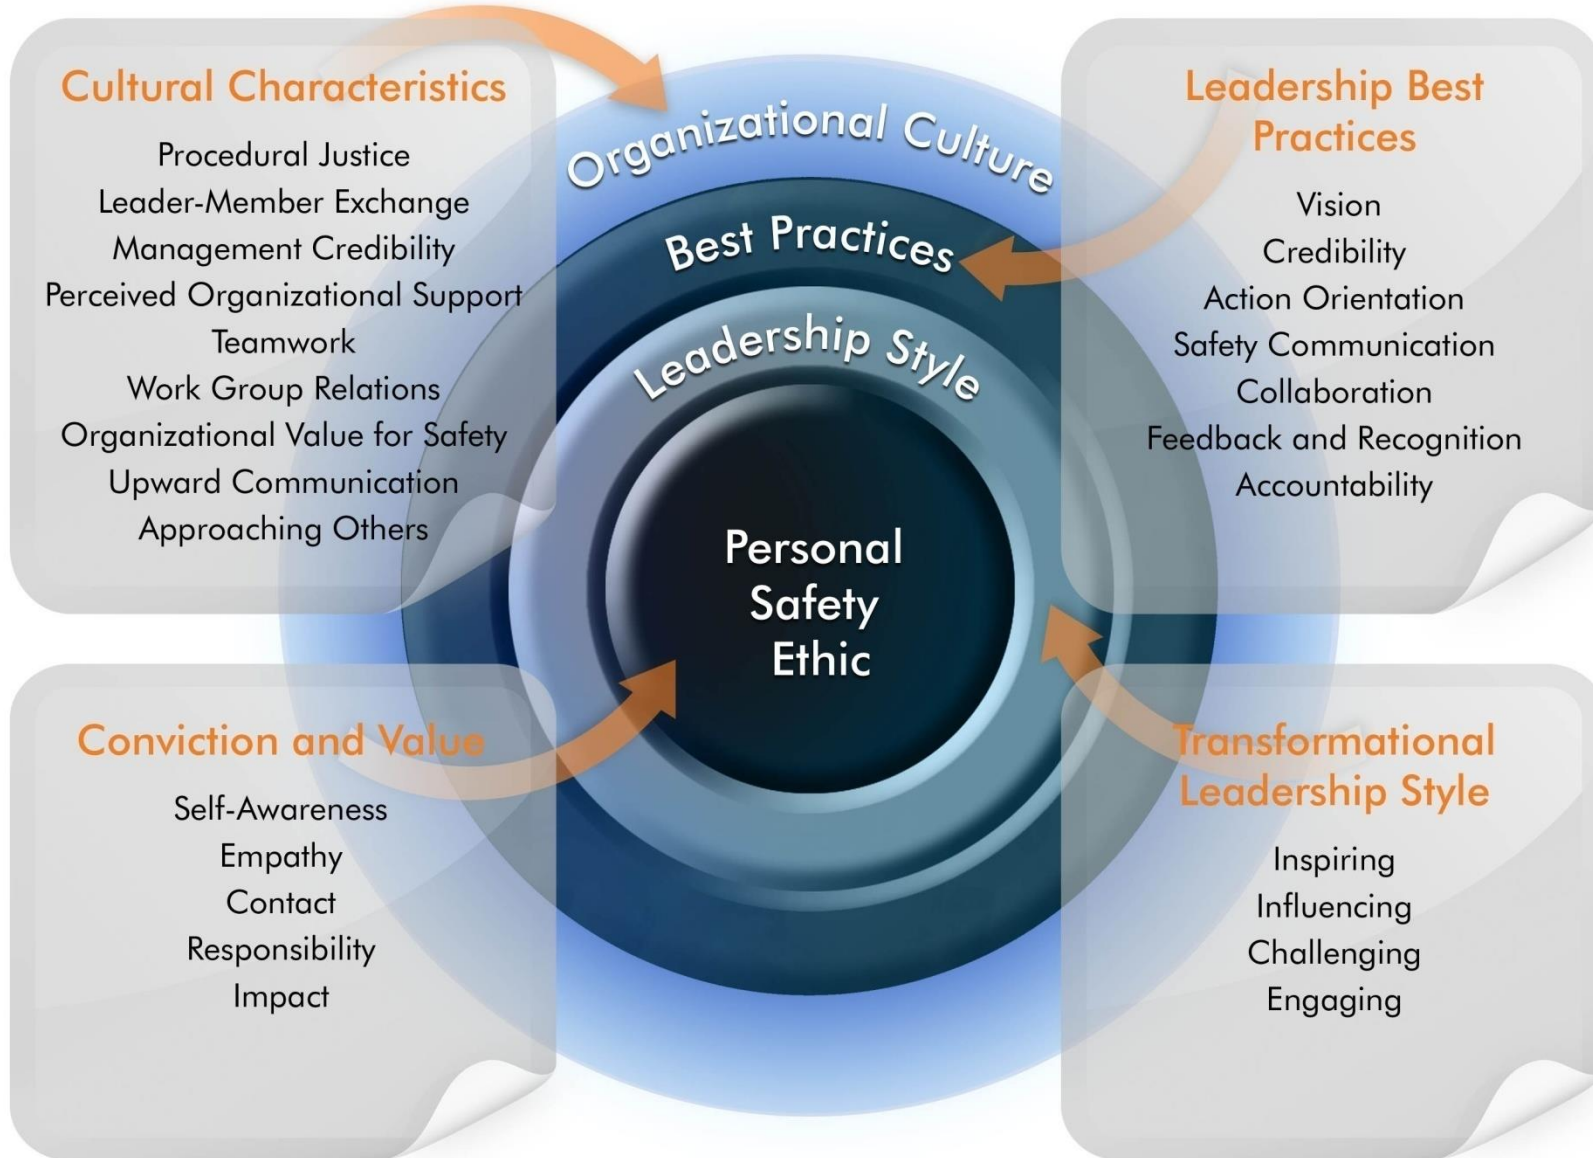 Cultural Characteristics
Procedural Justice
Leader-Member Exchange
Management Credibility
Perceived Organizational Support
Teamwork
Work Group Relations
Organizational Value for Safety
Upward Communication
Approaching Others
Organizational Culture
Best Practices
Leadership Style
Personal
Safety
Ethic
Leadership Best
Practices
Vision
Credibility
Action Orientation
Safety Communication
Collaboration
Feedback and Recognition
Accountability
Conviction and Value
Self-Awareness
Empathy
Contact
Responsibility
Impact
Transformational
Leadership Style
Inspiring
Influencing
Challenging
Engaging